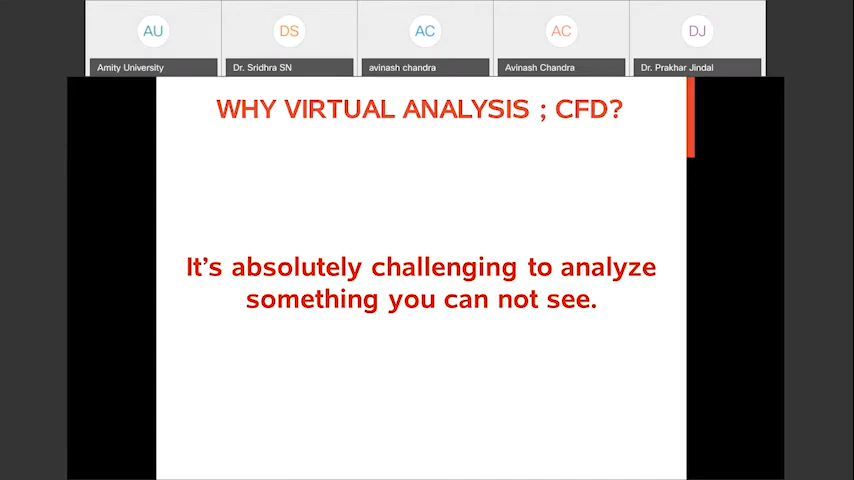 AU
DS
AC
AC
DJ
Amity University
Dr. Sridhra SN
avinash chandra
Avinash Chandra
Dr. Prakhar Jindal
WHY VIRTUAL ANALYSIS ; CFD?
It's absolutely challenging to analyze
something you can not see.